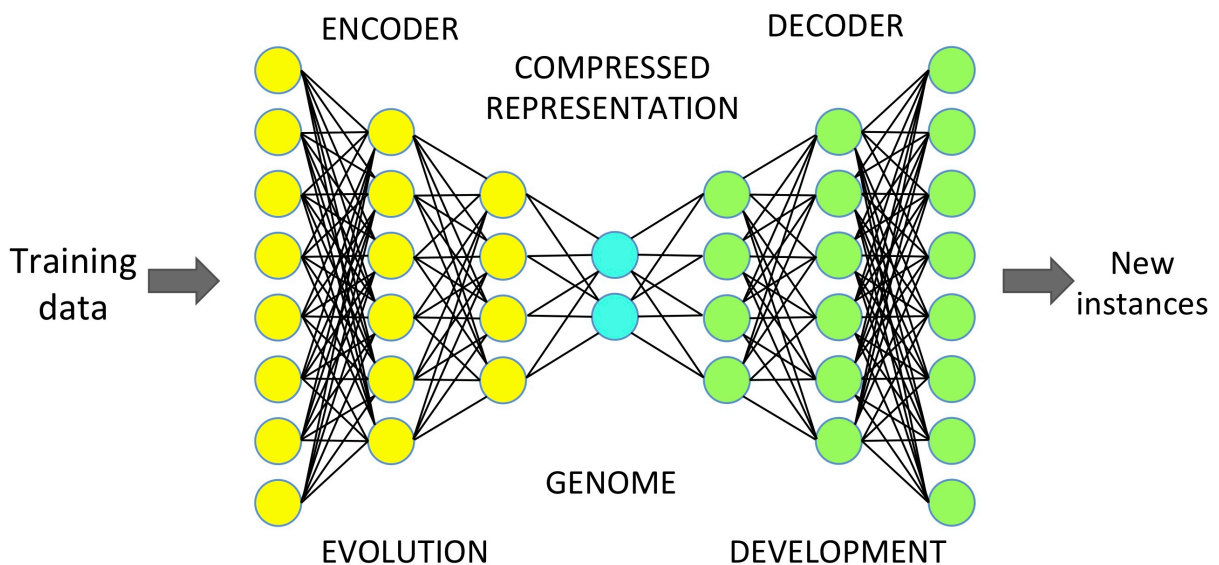 ENCODER
DECODER
COMPRESSED
REPRESENTATION
Training
data
New
instances
GENOME
EVOLUTION
DEVELOPMENT